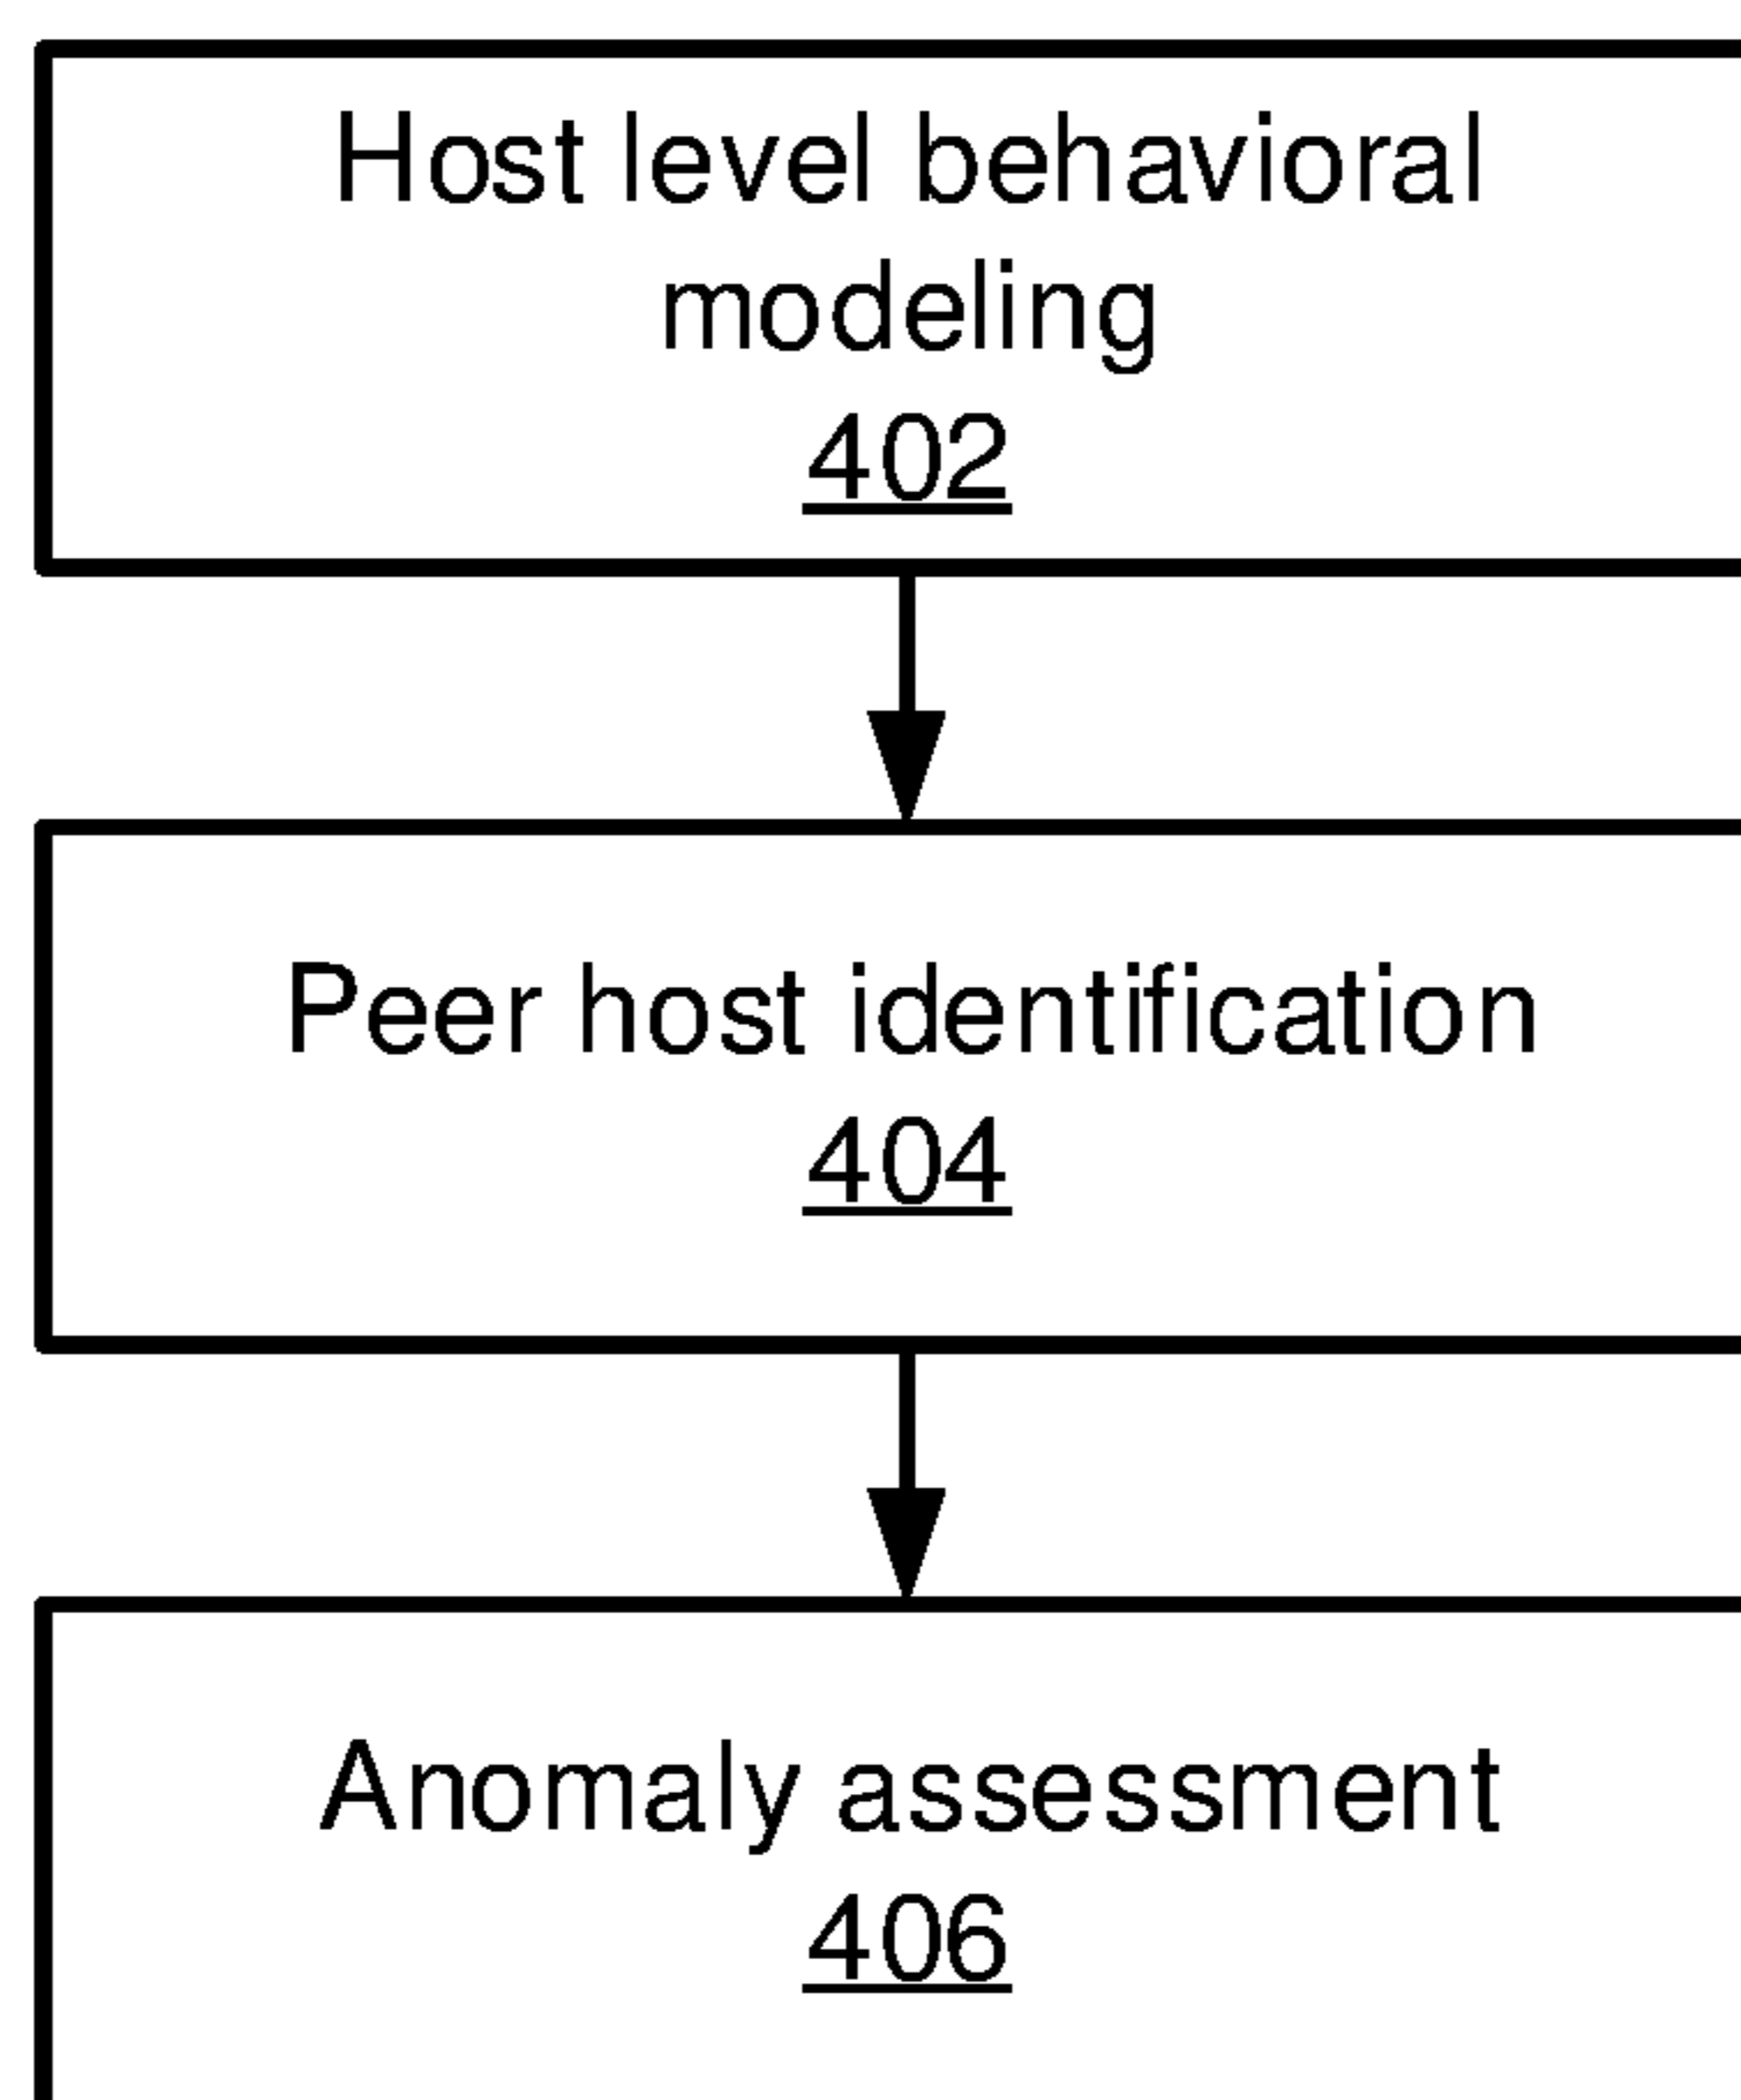 Host level behavioral
modeling
402
Peer host identification
404
Anomaly assessment
406